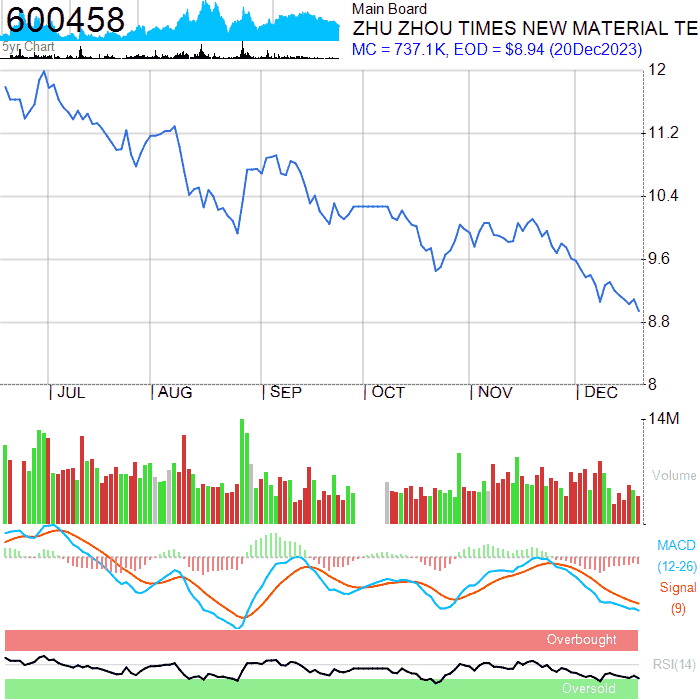 600458
5yr Chart
Main Board
ZHU ZHOU TIMES NEW MATERIAL TE
MC = 737.1K, EOD = $8.94 (20Dec2023)
12
11.2
10.4
9.6
8.8
8
JUL AUG SEP OCT NOV DEC
14M
Volume
MACD
(12-26)
Signal
(9)
Overbought
RSI(14)
Oversold